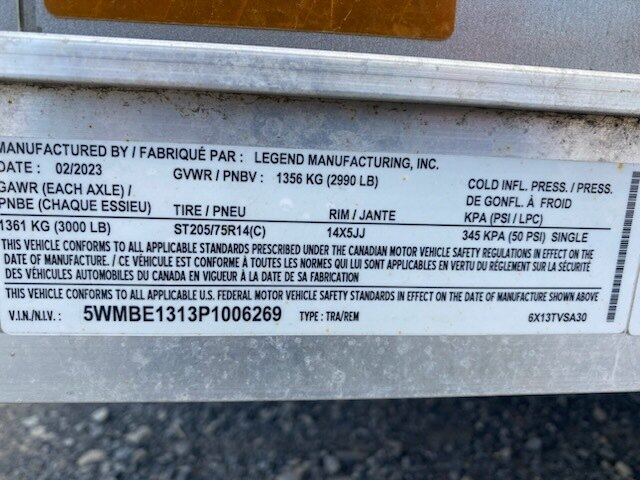 MANUFACTURED BY / FABRIQUÉ PAR : LEGEND MANUFACTURING, INC.
DATE : 02/2023 GVWR / PNBV : 1356 KG (2990 LB)
GAWR (EACH AXLE) / COLD INFL. PRESS. / PRESS.
PNBE (CHAQUE ESSIEU) TIRE / PNEU RIM / JANTE DE GONFL. À FROID
KPA (PSI / LPC)
1361 KG (3000 LB) ST205/75R14(C) 14X5JJ 345 KPA (50 PSI) SINGLE
THIS VEHICLE CONFORMS TO ALL APPLICABLE STANDARDS PRESCRIBED UNDER THE CANADIAN MOTOR VEHICLE SAFETY REGULATIONS IN EFFECT ON THE
DATE OF MANUFACTURE. / CE VÉHICULE EST CONFORME À TOUTES LES NORMES QUI LUI SONT APPLICABLES EN VERTU DU RÈGLEMENT SUR LA SÉCURITÉ
DES VÉHICULES AUTOMOBILES DU CANADA EN VIGUEUR À LA DATE DE SA FABRICATION
THIS VEHICLE CONFORMS TO ALL APPLICABLE U.S. FEDERAL MOTOR VEHICLE SAFETY STANDARDS IN EFFECT ON THE DATE OF MANUFACTURE SHOWN ABOVE
V.I.N./N.I.V. : 5WMBE1313P1006269 TYPE : TRA/REM 6X13TVSA30